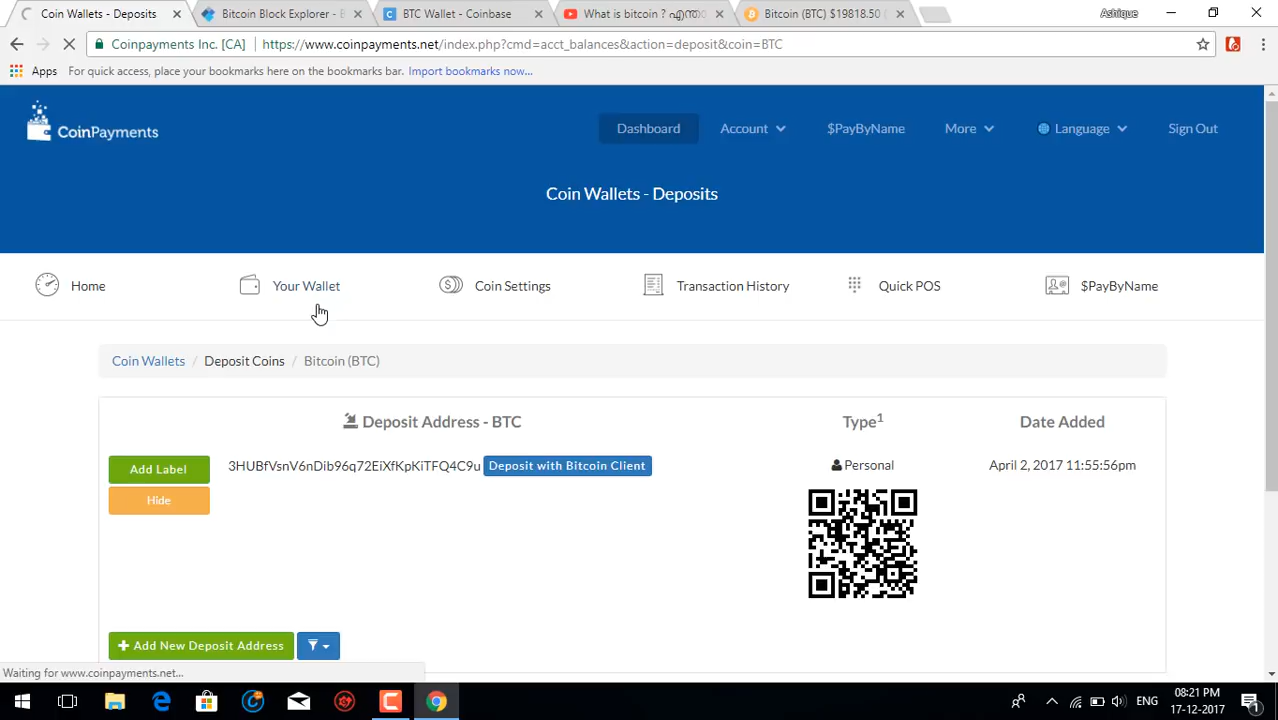 Coin Wallets - Deposits
Bitcoin Block Explorer -
BTC Wallet - Coinbase
What is bitcoin ? എന്താ
Bitcoin (BTC) $19818.50 (
Ashique
Coinpayments Inc. [CA]
https://www.coinpayments.net/index.php?cmd=acct_balances&action=deposit&coin=BTC
Apps
For quick access, place your bookmarks here on the bookmarks bar. Import bookmarks now...
CoinPayments
Dashboard
Account
$PayByName
More
Language
Sign Out
Coin Wallets - Deposits
Home
Your Wallet
Coin Settings
Transaction History
Quick POS
$PayByName
Coin Wallets / Deposit Coins / Bitcoin (BTC)
Deposit Address - BTC
Type1
Date Added
Add Label
3HUBfVsnV6nDib96q72EiXfKpKiTFQ4C9u
Deposit with Bitcoin Client
Personal
April 2, 2017 11:55:56pm
Hide
Add New Deposit Address
Waiting for www.coinpayments.net...
ENG
08:21 PM
17-12-2017
1